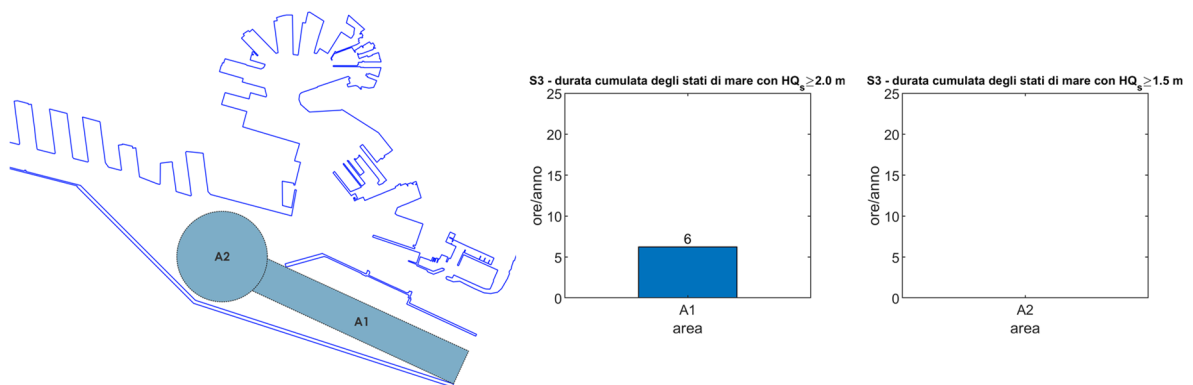 A2
A1
S3 - durata cumulata degli stati di mare con HQs≥2.0 m
25
20
15
10
5
0
ore/anno
6
A1
area
S3 - durata cumulata degli stati di mare con HQs≥1.5 m
25
20
15
10
5
0
ore/anno
A2
area